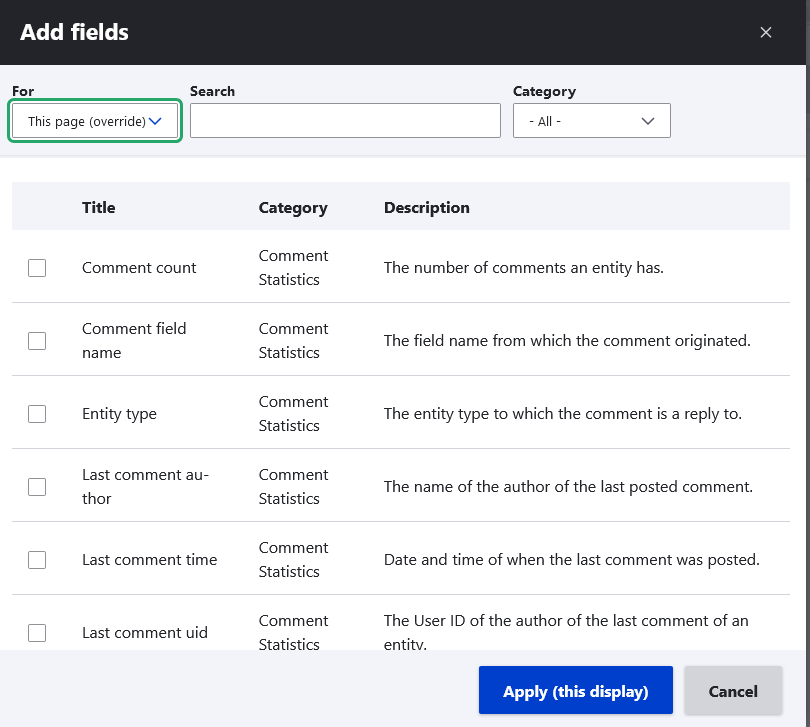 Add fields
For
Search
Category
This page (override)
- All -
Title
Category
Description
Comment count
Comment
Statistics
The number of comments an entity has.
Comment field
name
Comment
Statistics
The field name from which the comment originated.
Entity type
Comment
Statistics
The entity type to which the comment is a reply to.
Last comment au-
thor
Comment
Statistics
The name of the author of the last posted comment.
Last comment time
Comment
Statistics
Date and time of when the last comment was posted.
Last comment uid
Comment
Statistics
The User ID of the author of the last comment of an
entity.
Apply (this display)
Cancel